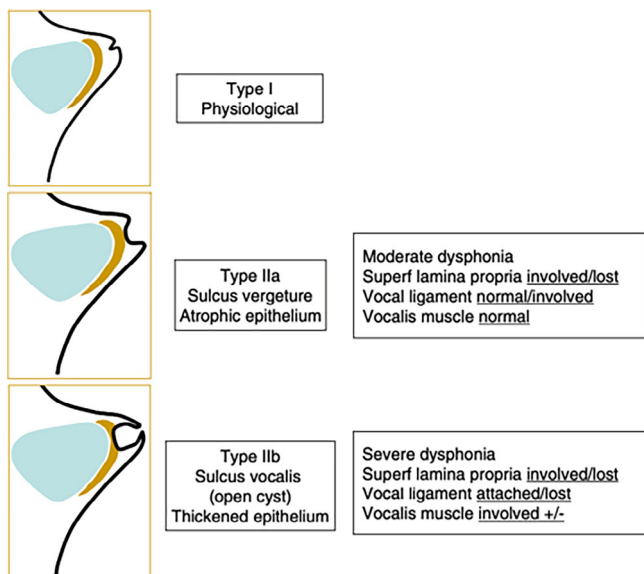 Type I
Physiological
Type IIa
Sulcus vergeture
Atrophic epithelium
Moderate dysphonia
Superf lamina propria involved/lost
Vocal ligament normal/involved
Vocalis muscle normal
Type IIb
Sulcus vocalis
(open cyst)
Thickened epithelium
Severe dysphonia
Superf lamina propria involved/lost
Vocal ligament attached/lost
Vocalis muscle involved +/-